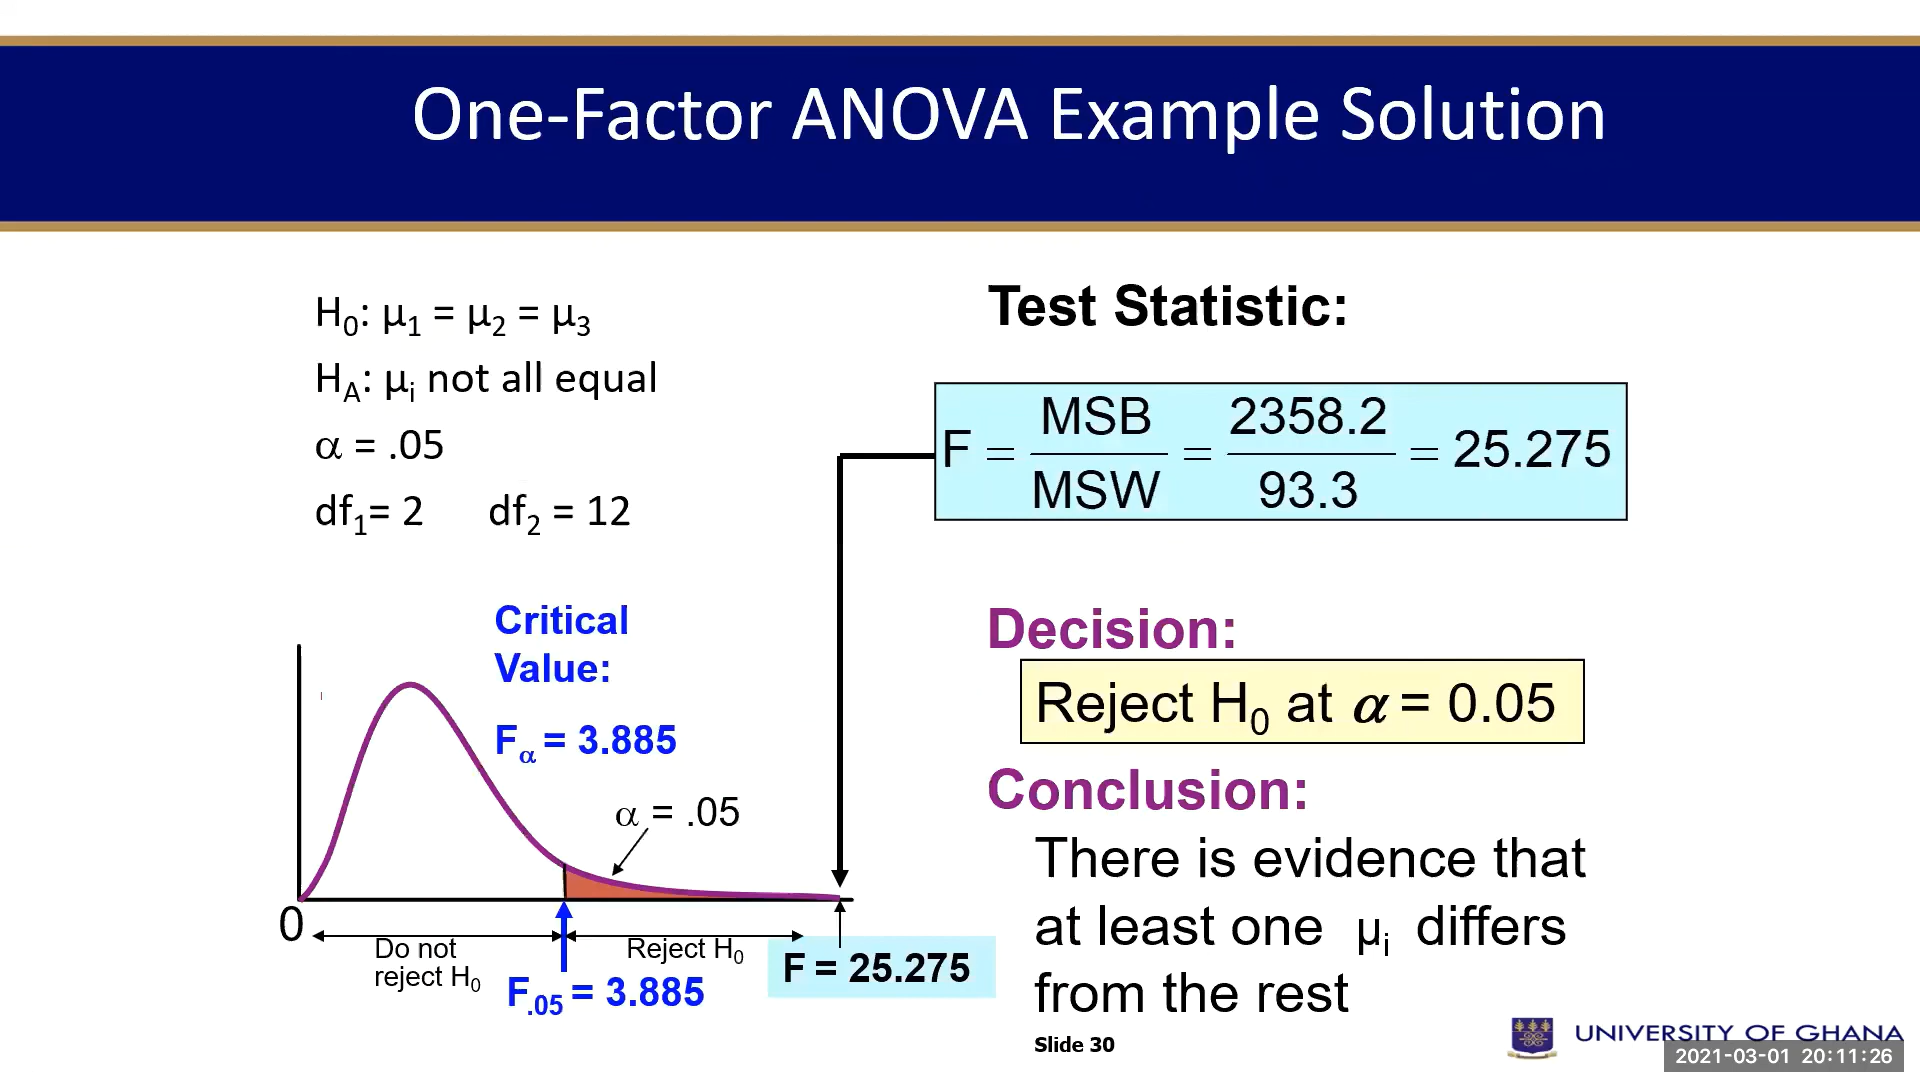 One-Factor ANOVA Example Solution
H₀: μ₁ = μ₂ = μ₃
H_A: μᵢ not all equal
α = .05
df₁= 2 df₂ = 12
Test Statistic:
F = MSB/MSW = 2358.2/93.3 = 25.275
Critical
Value:
F_α = 3.885
α = .05
0
Do not
reject H₀
Reject H₀
F.₀₅ = 3.885
F = 25.275
Decision:
Reject H₀ at α = 0.05
Conclusion:
There is evidence that
at least one μᵢ differs
from the rest
Slide 30
UNIVERSITY OF GHANA
2021-03-01 20:11:26